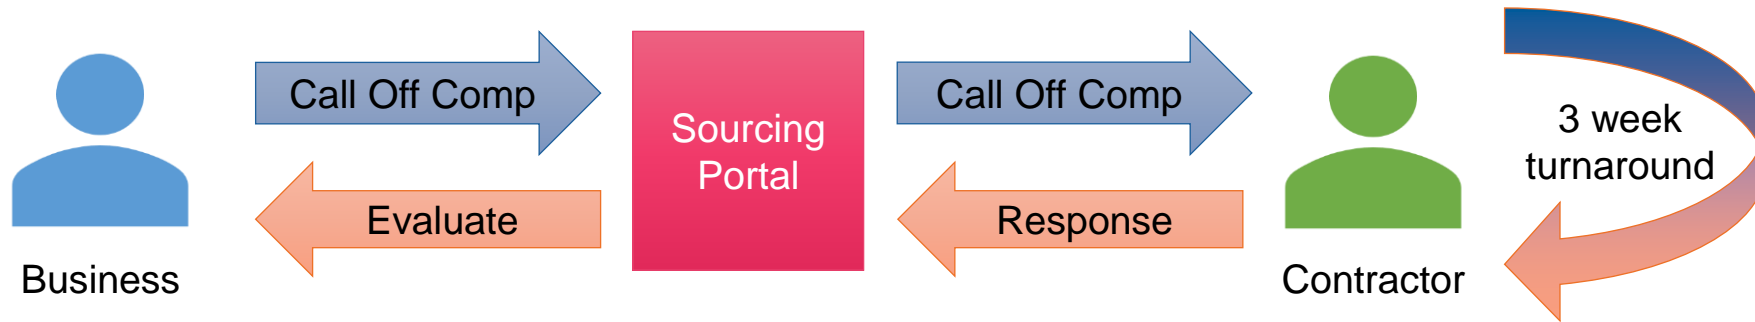 Call Off Comp
Evaluate
Business
Sourcing
Portal
Call Off Comp
Response
Contractor
3 week
turnaround